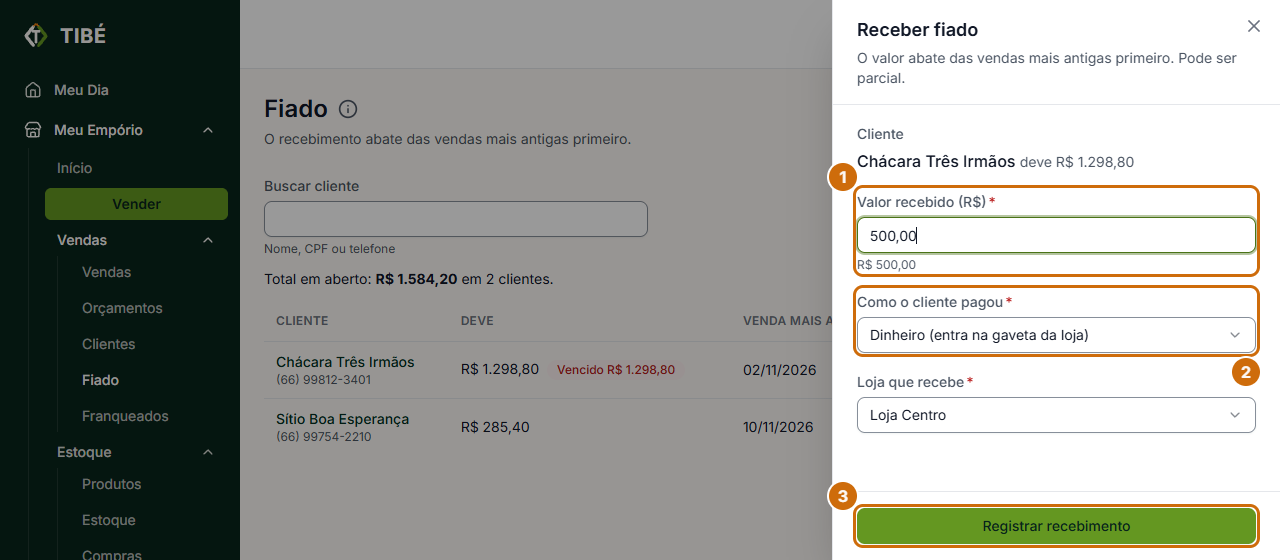 TIBÉ
Meu Dia
Meu Empório
Início
Vender
Vendas
Vendas
Orçamentos
Clientes
Fiado
Franqueados
Estoque
Produtos
Estoque
Compras
Fiado
O recebimento abate das vendas mais antigas primeiro.
Buscar cliente
Nome, CPF ou telefone
Total em aberto: R$ 1.584,20 em 2 clientes.
CLIENTE DEVE VENDA MAIS A
Chácara Três Irmãos R$ 1.298,80 Vencido R$ 1.298,80 02/11/2026
(66) 99812-3401
Sítio Boa Esperança R$ 285,40 10/11/2026
(66) 99754-2210
Receber fiado
O valor abate das vendas mais antigas primeiro. Pode ser
parcial.
Cliente
Chácara Três Irmãos deve R$ 1.298,80
1
Valor recebido (R$) *
500,00
R$ 500,00
Como o cliente pagou *
Dinheiro (entra na gaveta da loja)
2
Loja que recebe *
Loja Centro
3
Registrar recebimento